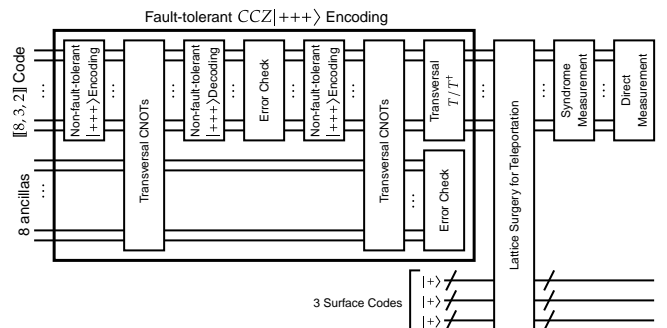 Fault-tolerant CCZ|+++⟩ Encoding
[[8, 3, 2]] Code
⋮
8 ancillas
⋮
Non-fault-tolerant
|+++⟩Encoding
⋮
Transversal CNOTs
⋮
Non-fault-tolerant
|+++⟩Decoding
⋮
Error Check
⋮
Non-fault-tolerant
|+++⟩Encoding
⋮
Transversal CNOTs
⋮
Transversal
T/T†
⋮
Error Check
⋮
Lattice Surgery for Teleportation
⋮
Syndrome
Measurement
⋮
Direct
Measurement
3 Surface Codes
|+⟩
|+⟩
|+⟩